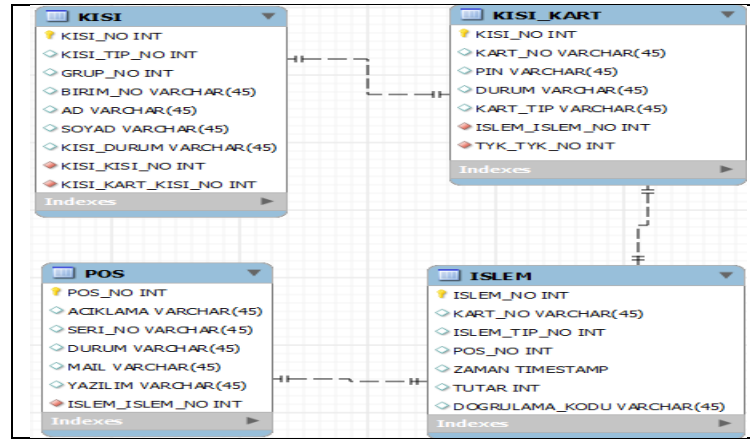 KISI
KISI_NO INT
KISI_TIP_NO INT
GRUP_NO INT
BIRIM_NO VARCHAR(45)
AD VARCHAR(45)
SOYAD VARCHAR(45)
KISI_DURUM VARCHAR(45)
KISI_KISI_NO INT
KISI_KART_KISI_NO INT
Indexes
KISI_KART
KISI_NO INT
KART_NO VARCHAR(45)
PIN VARCHAR(45)
DURUM VARCHAR(45)
KART_TIP VARCHAR(45)
ISLEM_ISLEM_NO INT
TYK_TYK_NO INT
Indexes
POS
POS_NO INT
ACIKLAMA VARCHAR(45)
SERI_NO VARCHAR(45)
DURUM VARCHAR(45)
MAIL VARCHAR(45)
YAZILIM VARCHAR(45)
ISLEM_ISLEM_NO INT
Indexes
ISLEM
ISLEM_NO INT
KART_NO VARCHAR(45)
ISLEM_TIP_NO INT
POS_NO INT
ZAMAN TIMESTAMP
TUTAR INT
DOGRULAMA_KODU VARCHAR(45)
Indexes